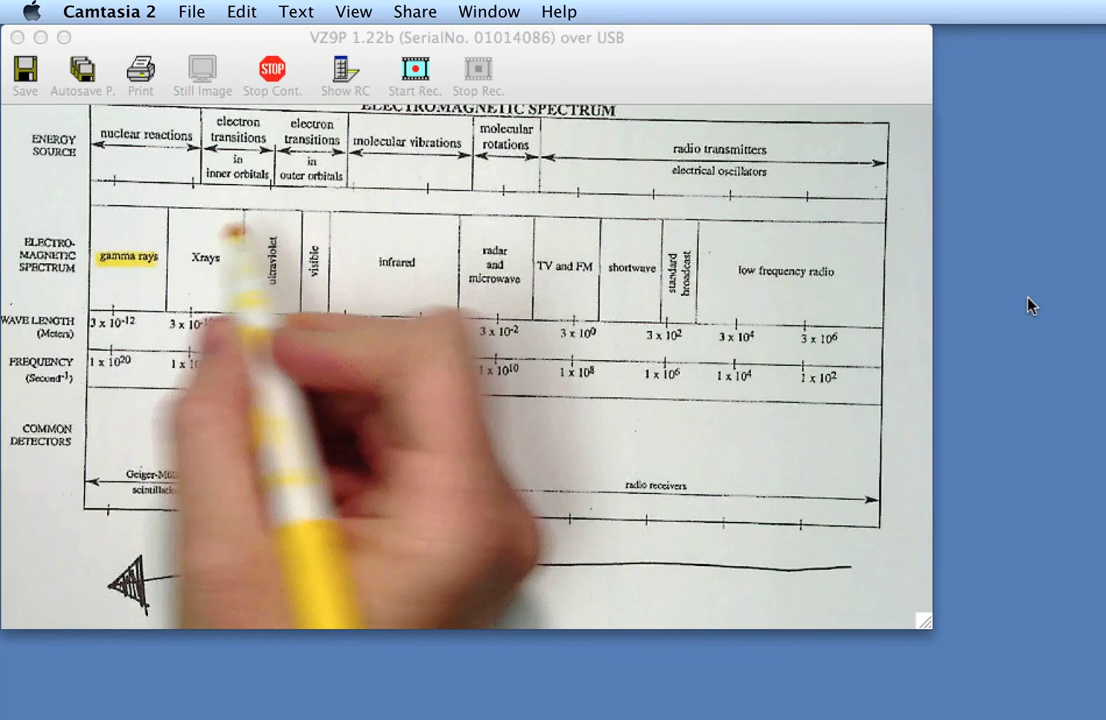 Camtasia 2 File Edit Text View Share Window Help
VZ9P 1.22b (SerialNo. 01014086) over USB
Save Autosave P. Print Still Image Stop Cont. Show RC Start Rec. Stop Rec.
STOP
ELECTROMAGNETIC SPECTRUM
ENERGY
SOURCE
nuclear reactions
electron
transitions
in
inner orbitals
electron
transitions
in
outer orbitals
molecular vibrations
molecular
rotations
radio transmitters
electrical oscillators
ELECTRO-
MAGNETIC
SPECTRUM
gamma rays
Xrays
ultraviolet
visible
infrared
radar
and
microwave
TV and FM
shortwave
standard
broadcast
low frequency radio
WAVE LENGTH
(Meters)
3 x 10-12
3 x 10-2
3 x 10⁰
3 x 10²
3 x 10⁴
3 x 10⁶
FREQUENCY
(Second-1)
1 x 10²⁰
1 x 10¹⁰
1 x 10⁸
1 x 10⁶
1 x 10⁴
1 x 10²
COMMON
DETECTORS
radio receivers